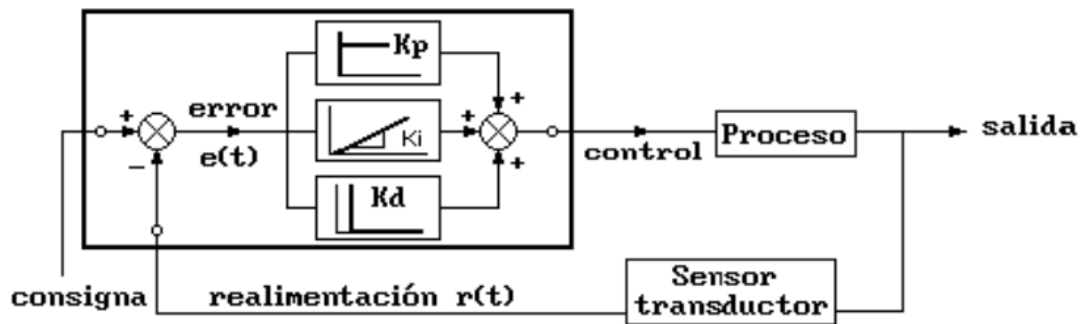 Kp
error
Ki
e(t)
Kd
control
Proceso
salida
consigna
realimentación r(t)
Sensor
transductor
+
−
+
+
+